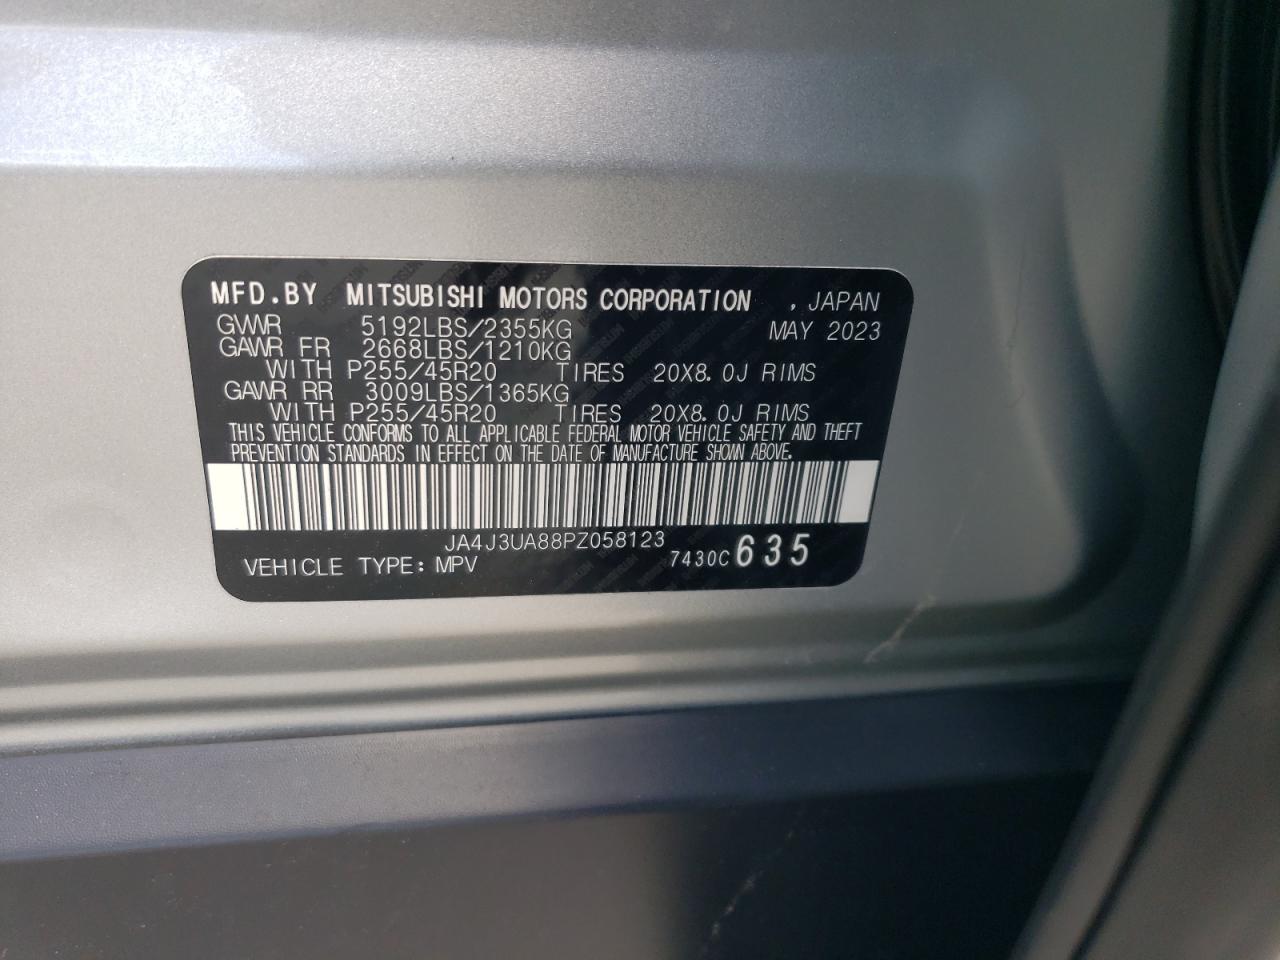 MFD.BY MITSUBISHI MOTORS CORPORATION , JAPAN
GVWR 5192LBS/2355KG MAY 2023
GAWR FR 2668LBS/1210KG
WITH P255/45R20 TIRES 20X8.0J RIMS
GAWR RR 3009LBS/1365KG
WITH P255/45R20 TIRES 20X8.0J RIMS
THIS VEHICLE CONFORMS TO ALL APPLICABLE FEDERAL MOTOR VEHICLE SAFETY AND THEFT
PREVENTION STANDARDS IN EFFECT ON THE DATE OF MANUFACTURE SHOWN ABOVE.
JA4J3UA88PZ058123
VEHICLE TYPE: MPV 7430C 635